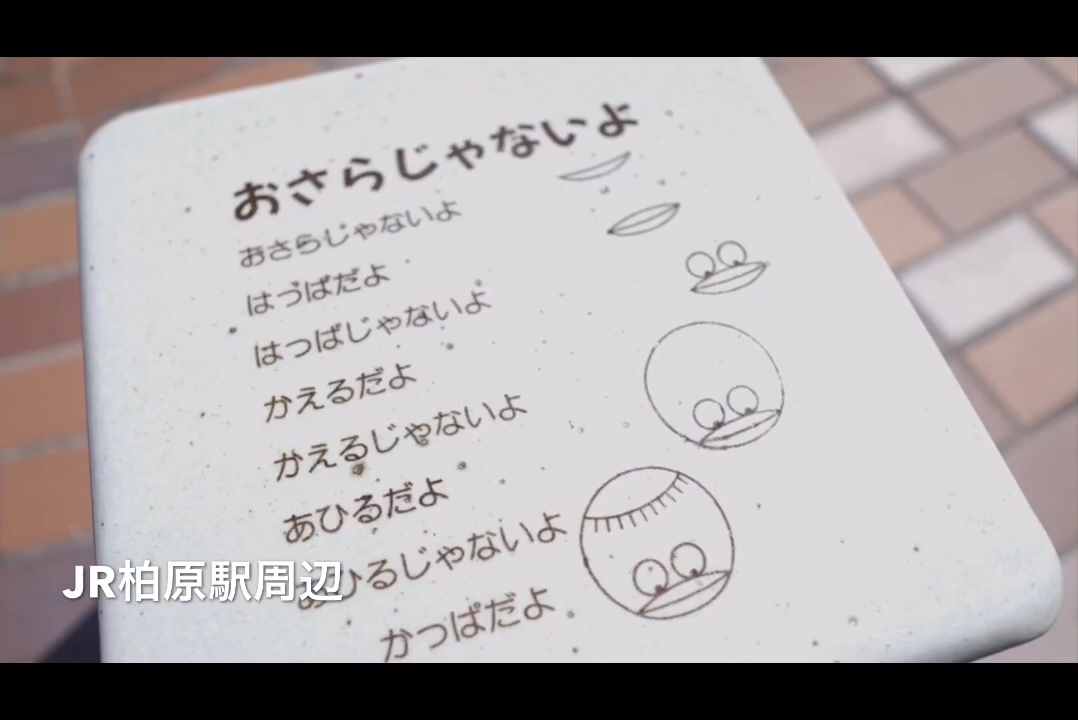 おさらじゃないよ
おさらじゃないよ
はっぱだよ
はっぱじゃないよ
かえるだよ
かえるじゃないよ
あひるだよ
あひるじゃないよ
かっぱだよ
JR柏原駅周辺